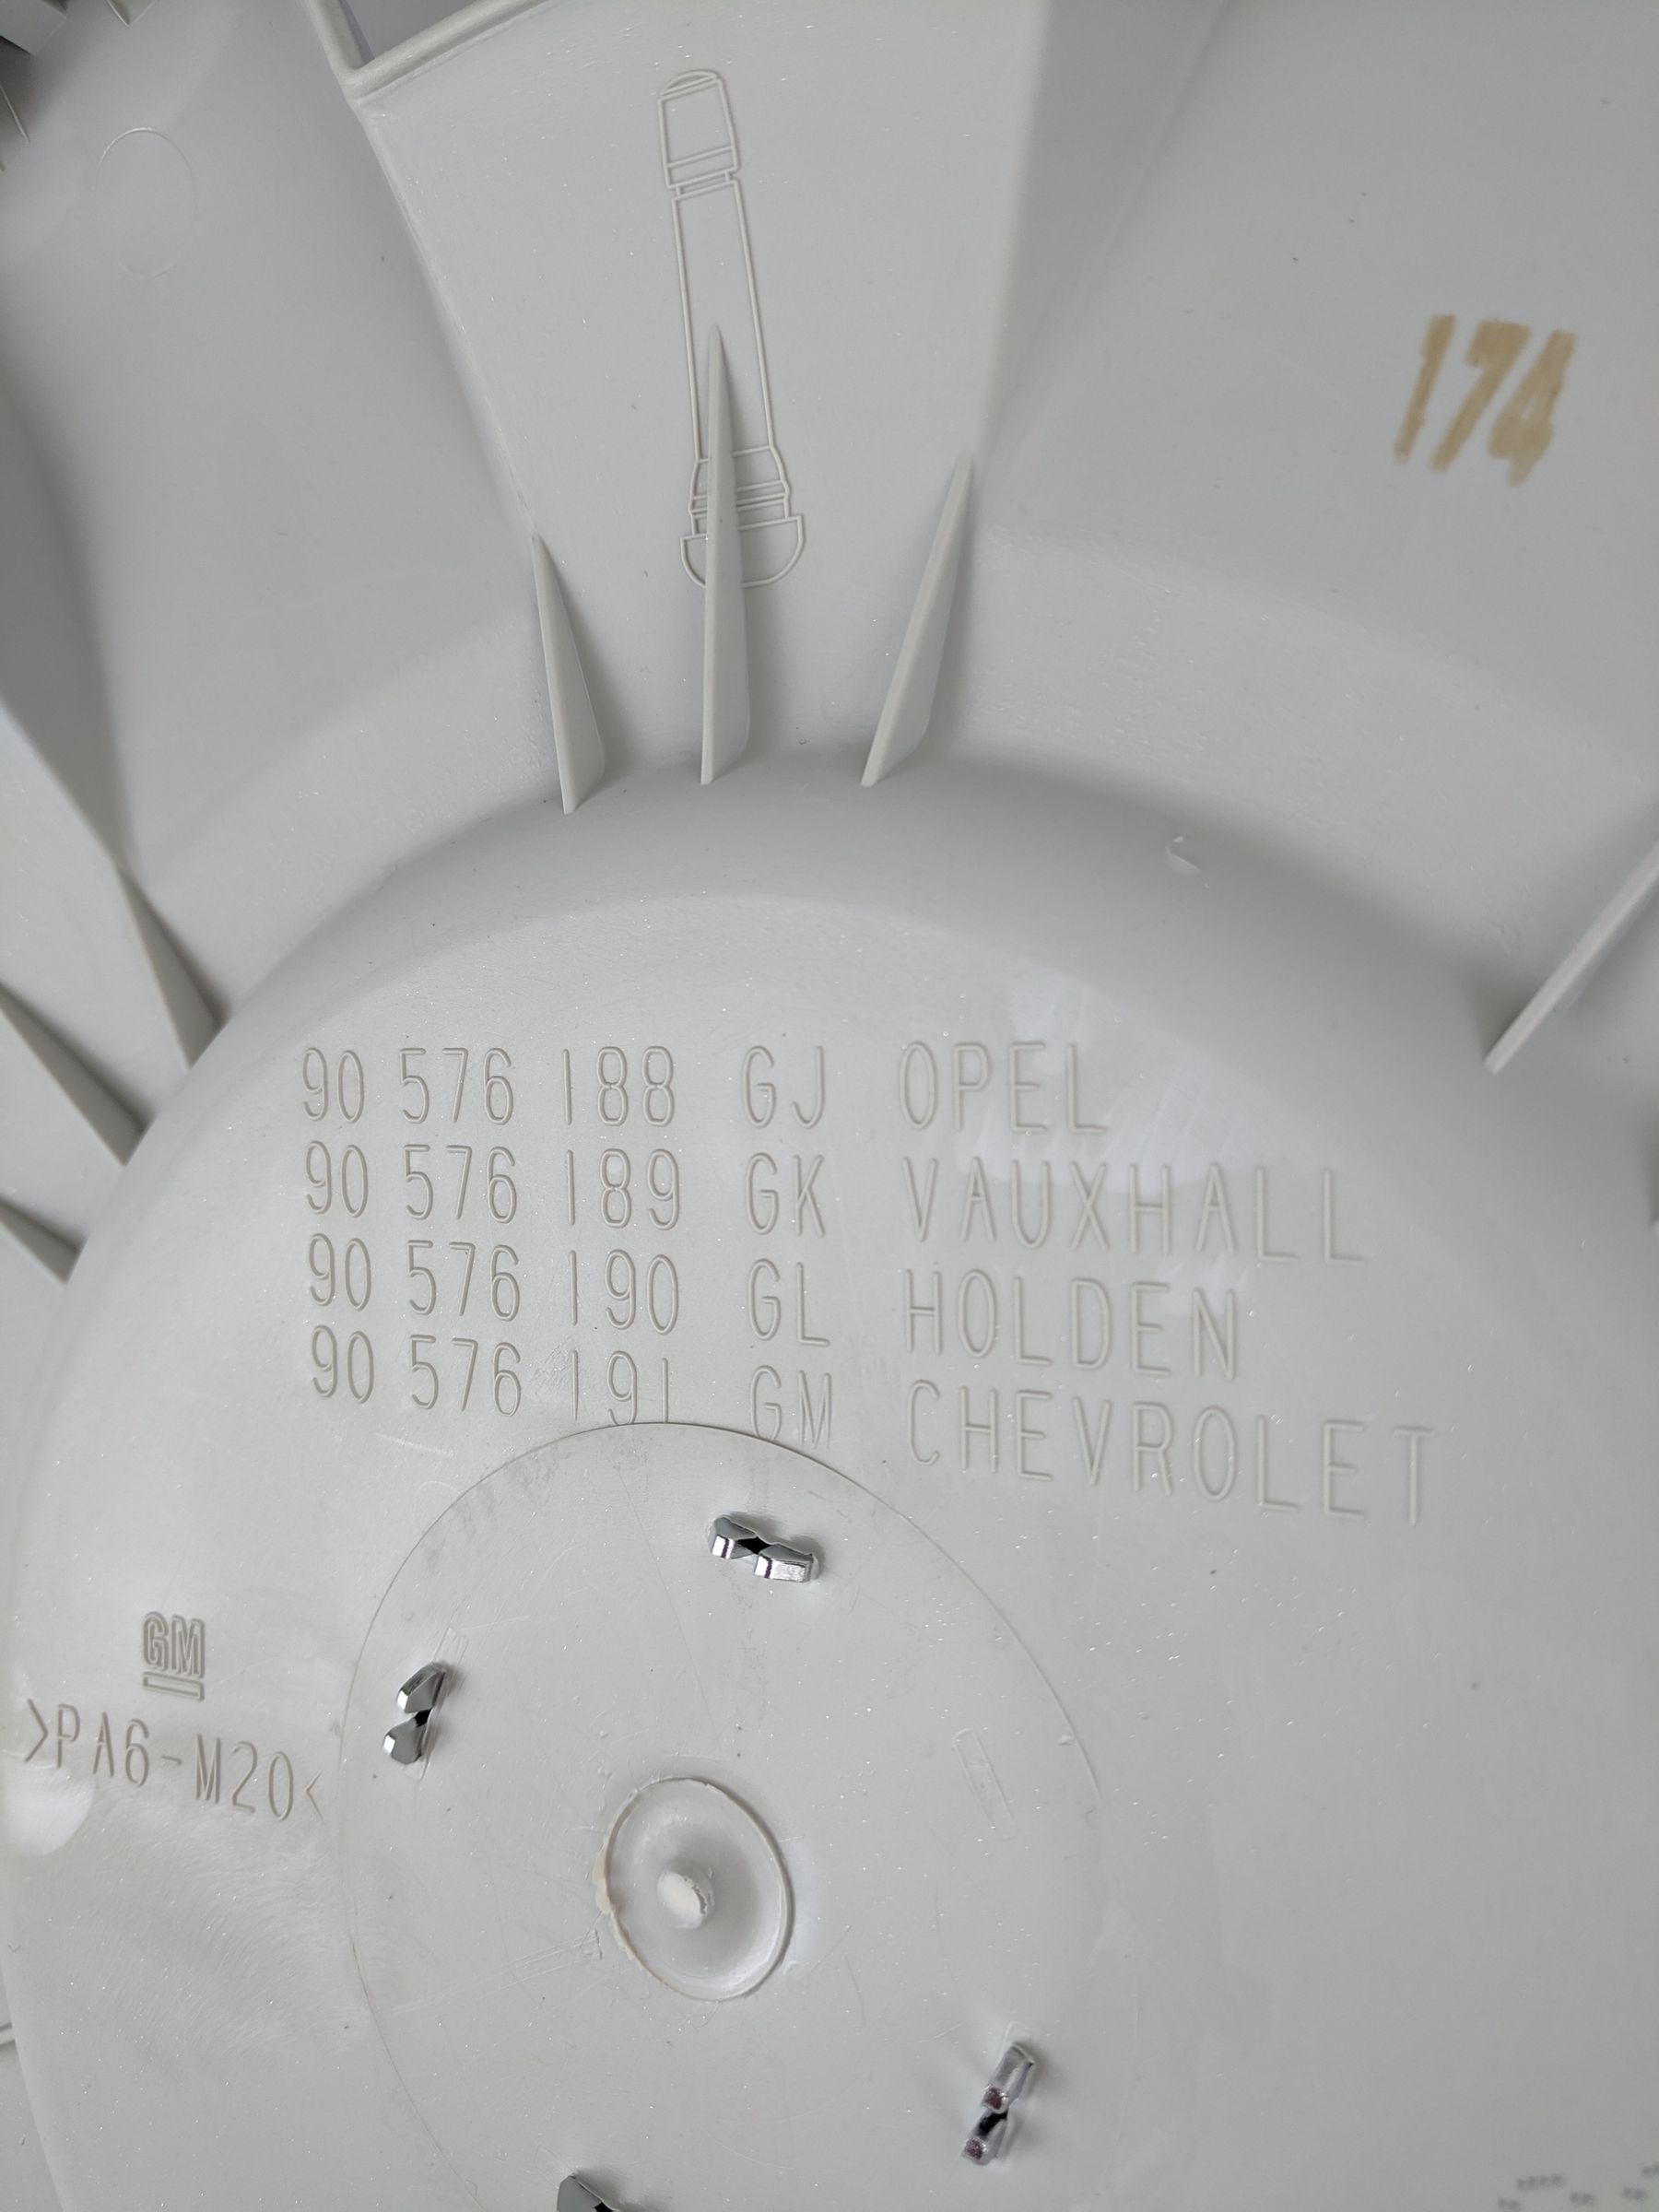 174
90 576 188 GJ OPEL
90 576 189 GK VAUXHALL
90 576 190 GL HOLDEN
90 576 191 GM CHEVROLET
GM
>PA6-M20<